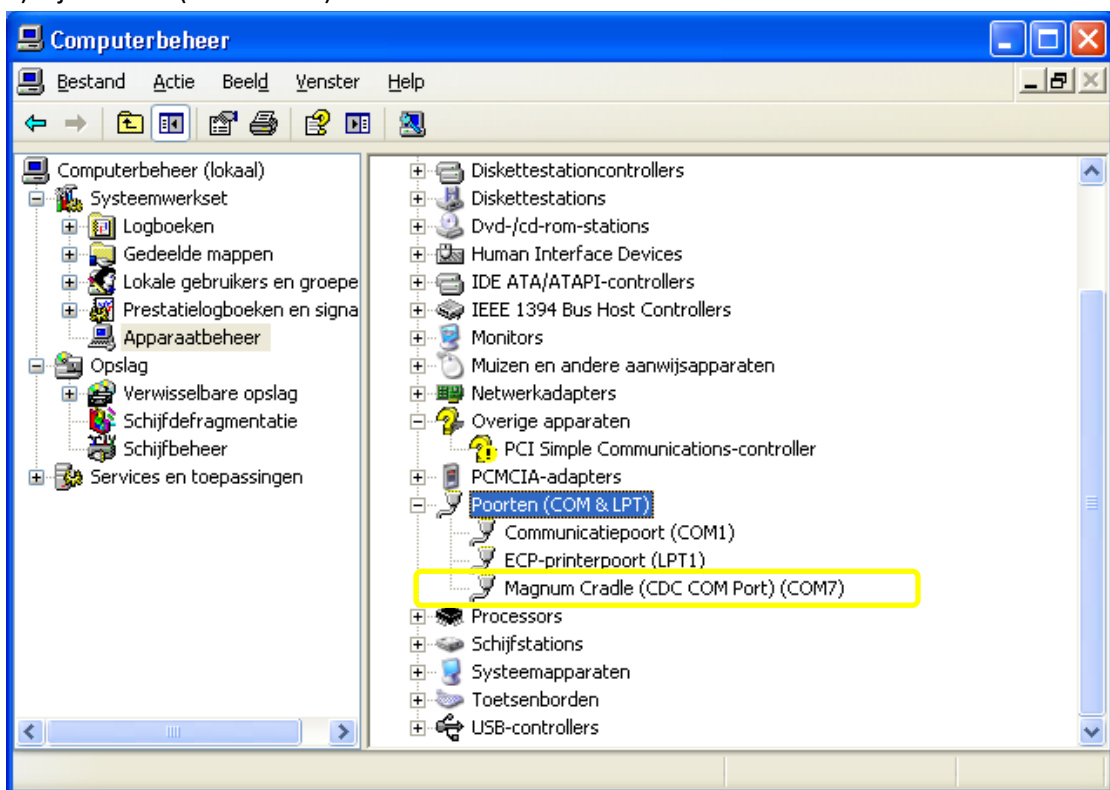 Computerbeheer
Bestand Actie Beeld Venster Help
Computerbeheer (lokaal)
Systeemwerkset
Logboeken
Gedeelde mappen
Lokale gebruikers en groepe
Prestatielogboeken en signa
Apparaatbeheer
Opslag
Verwisselbare opslag
Schijfdefragmentatie
Schijfbeheer
Services en toepassingen
Diskettestationcontrollers
Diskettestations
Dvd-/cd-rom-stations
Human Interface Devices
IDE ATA/ATAPI-controllers
IEEE 1394 Bus Host Controllers
Monitors
Muizen en andere aanwijsapparaten
Netwerkadapters
Overige apparaten
PCI Simple Communications-controller
PCMCIA-adapters
Poorten (COM & LPT)
Communicatiepoort (COM1)
ECP-printerpoort (LPT1)
Magnum Cradle (CDC COM Port) (COM7)
Processors
Schijfstations
Systeemapparaten
Toetsenborden
USB-controllers